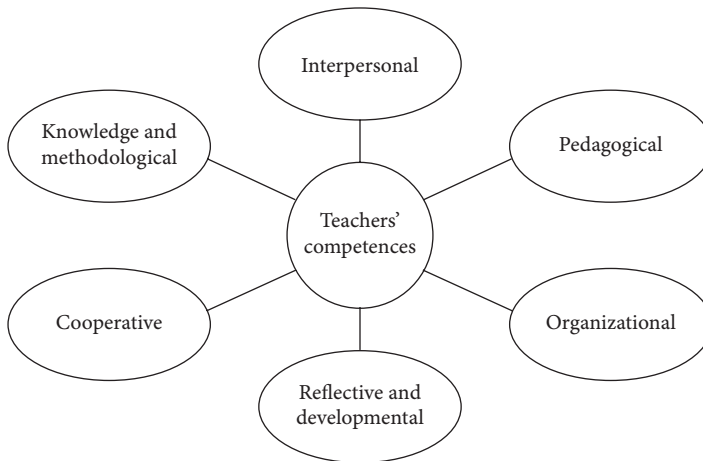 Interpersonal
Knowledge and
methodological
Pedagogical
Teachers’
competences
Cooperative
Organizational
Reflective and
developmental